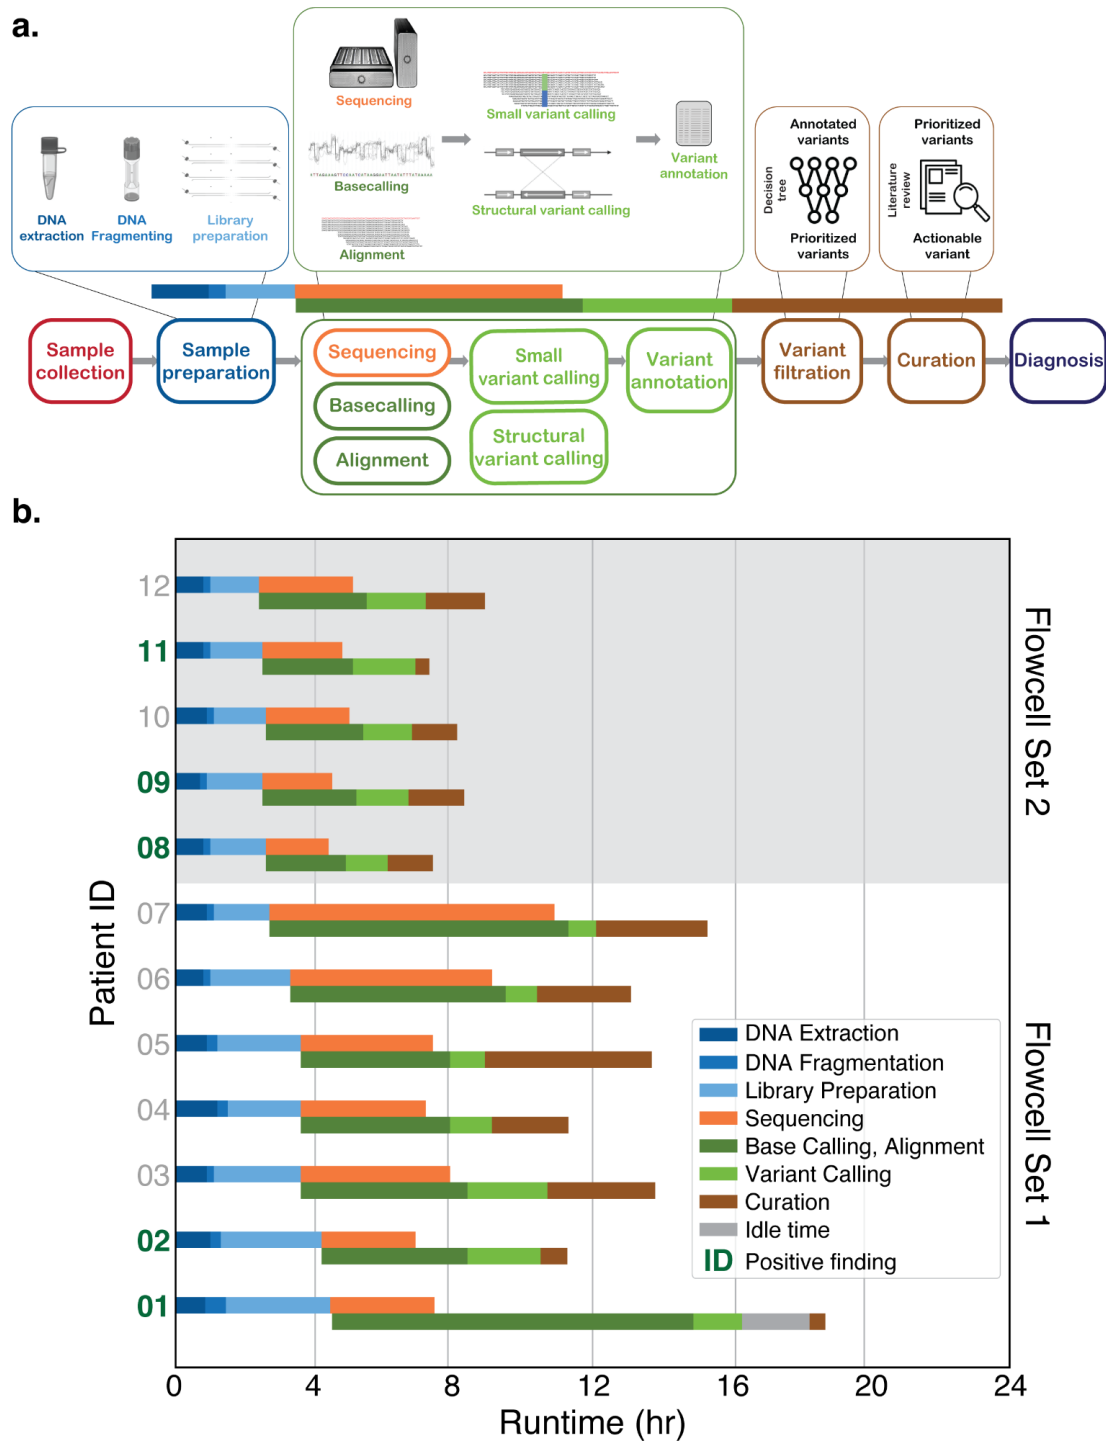 a.
Sequencing
Basecalling
Alignment
Small variant calling
Structural variant calling
Variant
annotation
DNA
extraction
DNA
Fragmenting
Library
preparation
Annotated
variants
Decision
tree
Prioritized
variants
Prioritized
variants
Literature
review
Actionable
variant
Sample
collection
Sample
preparation
Sequencing
Basecalling
Alignment
Small
variant calling
Structural
variant calling
Variant
annotation
Variant
filtration
Curation
Diagnosis
b.
12
11
10
09
08
07
06
05
04
03
02
01
Patient ID
Flowcell Set 2
Flowcell Set 1
DNA Extraction
DNA Fragmentation
Library Preparation
Sequencing
Base Calling, Alignment
Variant Calling
Curation
Idle time
ID Positive finding
0 4 8 12 16 20 24
Runtime (hr)